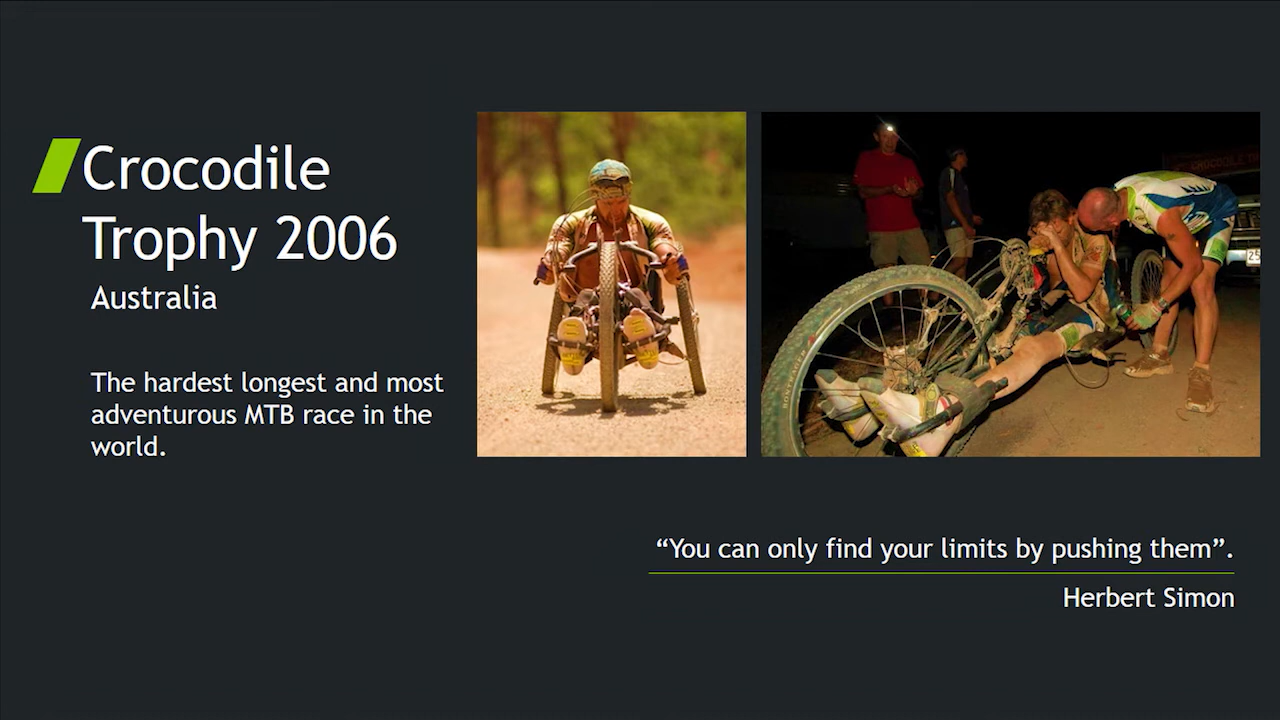 Crocodile
Trophy 2006
Australia
The hardest longest and most
adventurous MTB race in the
world.
“You can only find your limits by pushing them”.
Herbert Simon